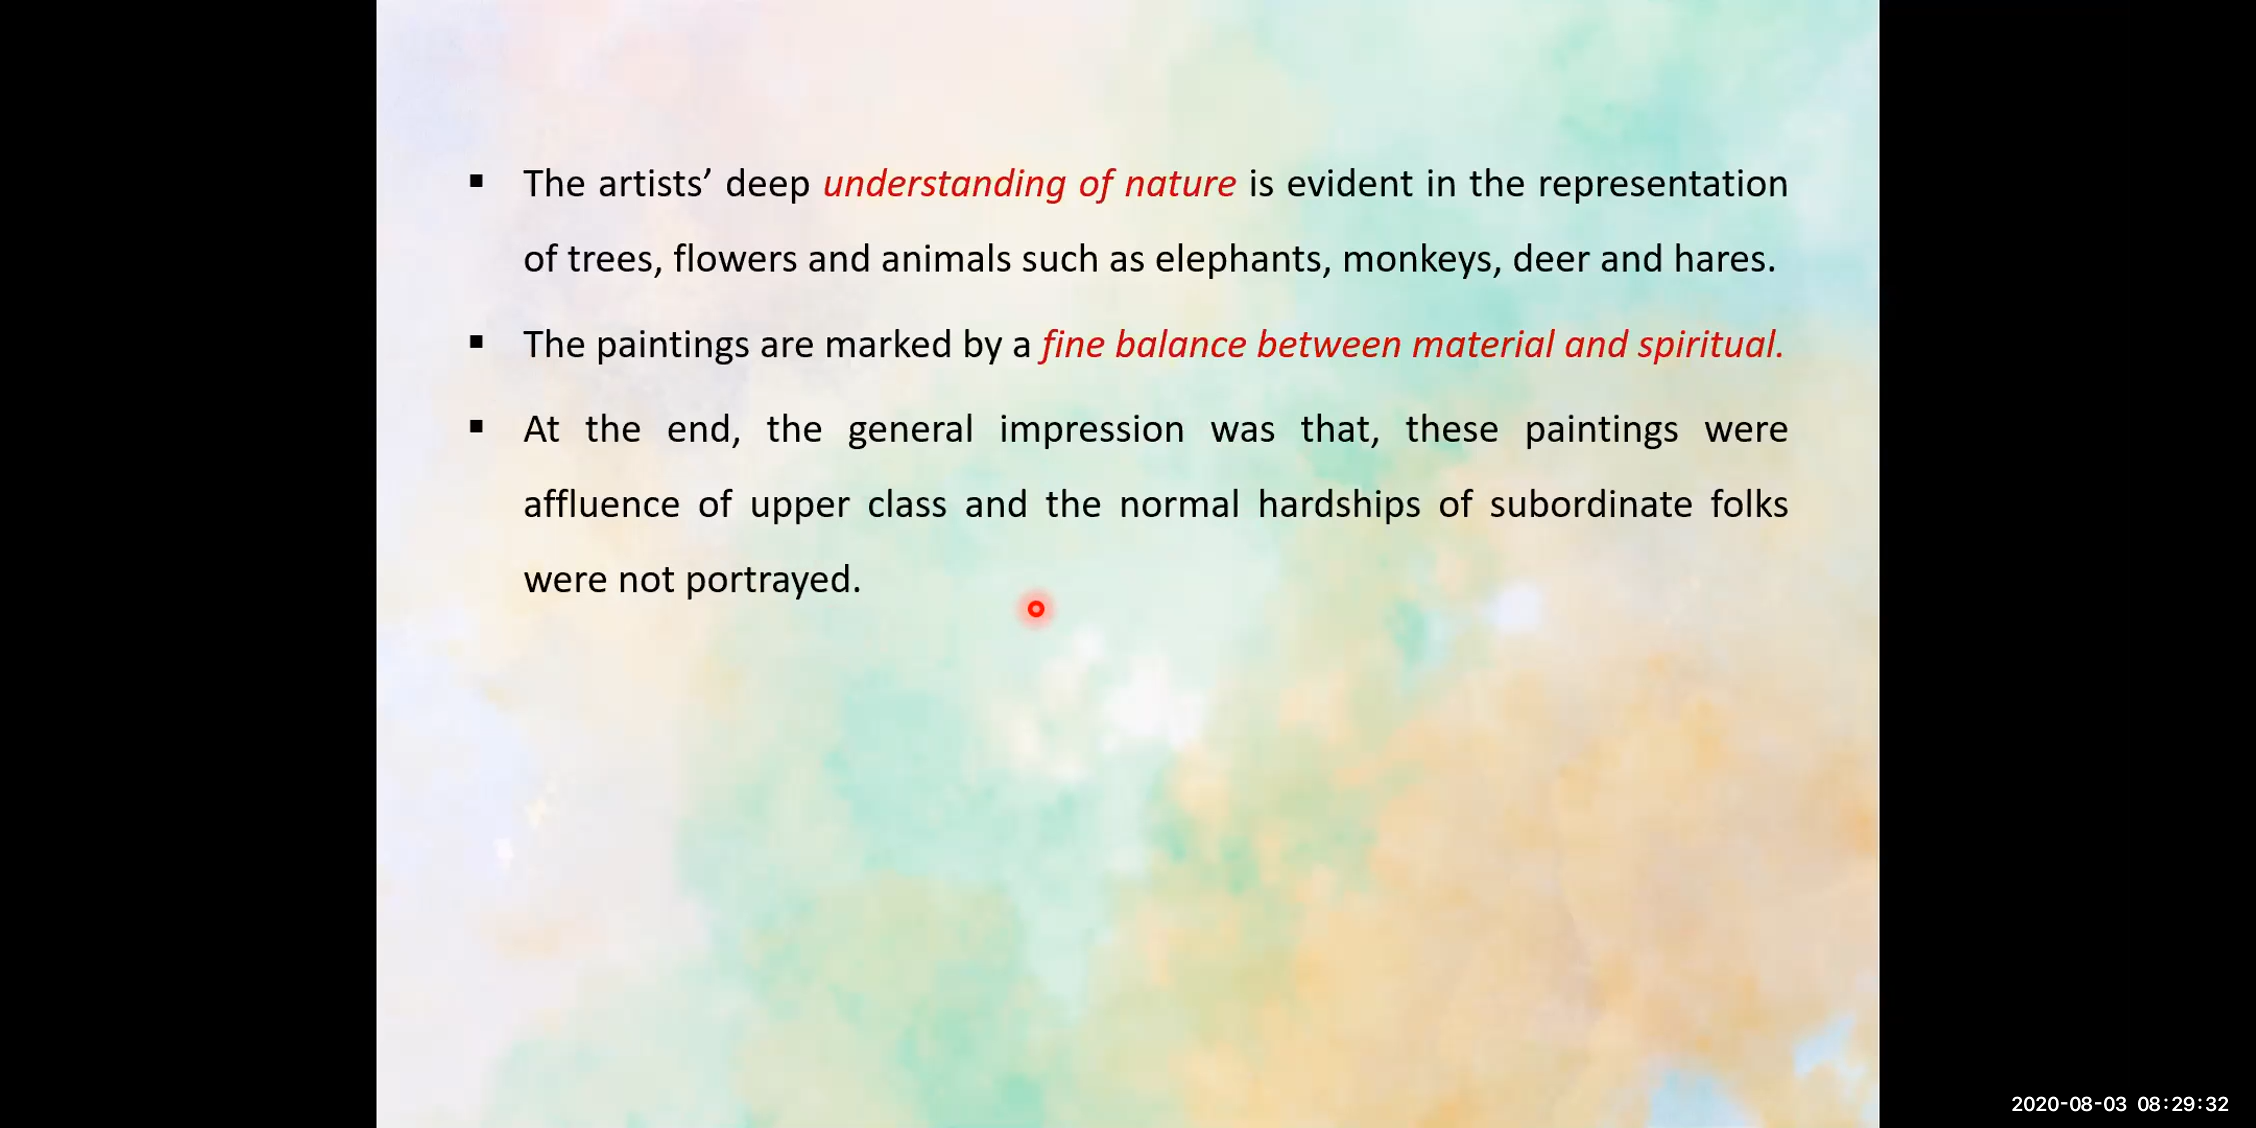 ▪ The artists’ deep understanding of nature is evident in the representation
of trees, flowers and animals such as elephants, monkeys, deer and hares.
▪ The paintings are marked by a fine balance between material and spiritual.
▪ At the end, the general impression was that, these paintings were
affluence of upper class and the normal hardships of subordinate folks
were not portrayed.
2020-08-03 08:29:32